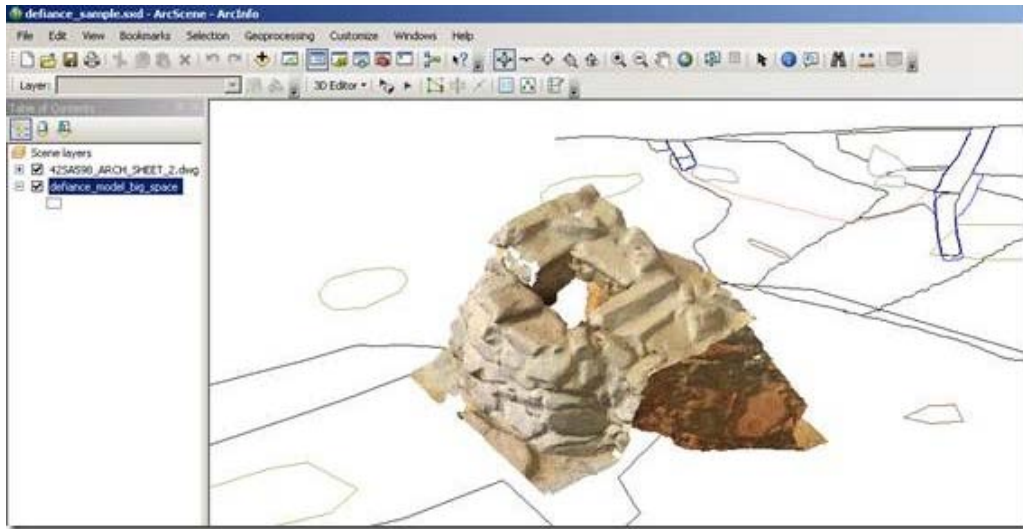 defiance_sample.sxd - ArcScene - ArcInfo
File Edit View Bookmarks Selection Geoprocessing Customize Windows Help
Layer: 3D Editor
Table of Contents
Scene layers
42SA598_ARCH_SHEET_2.dwg
defiance_model_big_space